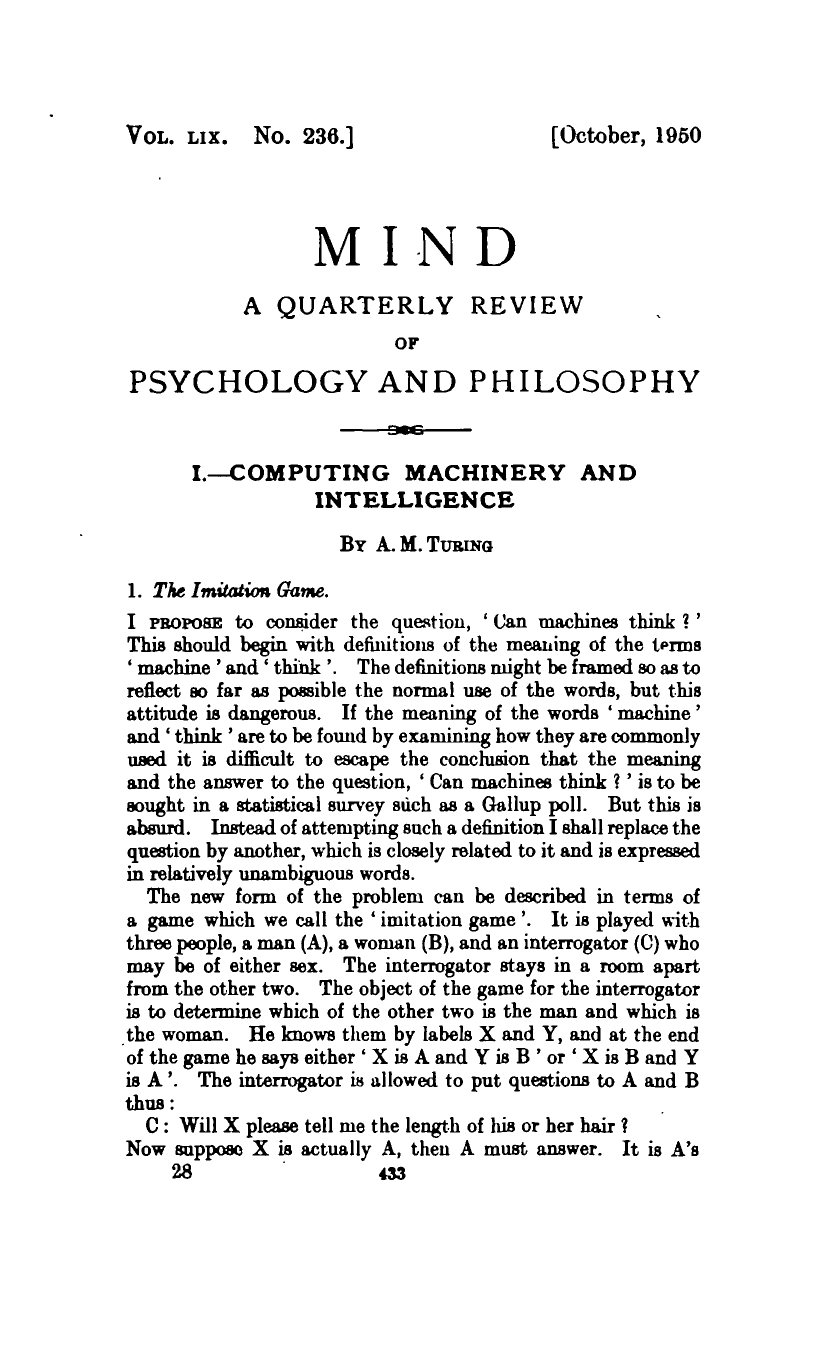 VOL. LIX. No. 236.] [October, 1950
MIND
A QUARTERLY REVIEW
OF
PSYCHOLOGY AND PHILOSOPHY
I.—COMPUTING MACHINERY AND
INTELLIGENCE
BY A. M. TURING
1. The Imitation Game.
I PROPOSE to consider the question, ‘ Can machines think ? ’
This should begin with definitions of the meaning of the terms
‘ machine ’ and ‘ think ’. The definitions might be framed so as to
reflect so far as possible the normal use of the words, but this
attitude is dangerous. If the meaning of the words ‘ machine ’
and ‘ think ’ are to be found by examining how they are commonly
used it is difficult to escape the conclusion that the meaning
and the answer to the question, ‘ Can machines think ? ’ is to be
sought in a statistical survey such as a Gallup poll. But this is
absurd. Instead of attempting such a definition I shall replace the
question by another, which is closely related to it and is expressed
in relatively unambiguous words.
The new form of the problem can be described in terms of
a game which we call the ‘ imitation game ’. It is played with
three people, a man (A), a woman (B), and an interrogator (C) who
may be of either sex. The interrogator stays in a room apart
from the other two. The object of the game for the interrogator
is to determine which of the other two is the man and which is
the woman. He knows them by labels X and Y, and at the end
of the game he says either ‘ X is A and Y is B ’ or ‘ X is B and Y
is A ’. The interrogator is allowed to put questions to A and B
thus :
C : Will X please tell me the length of his or her hair ?
Now suppose X is actually A, then A must answer. It is A’s
28 433